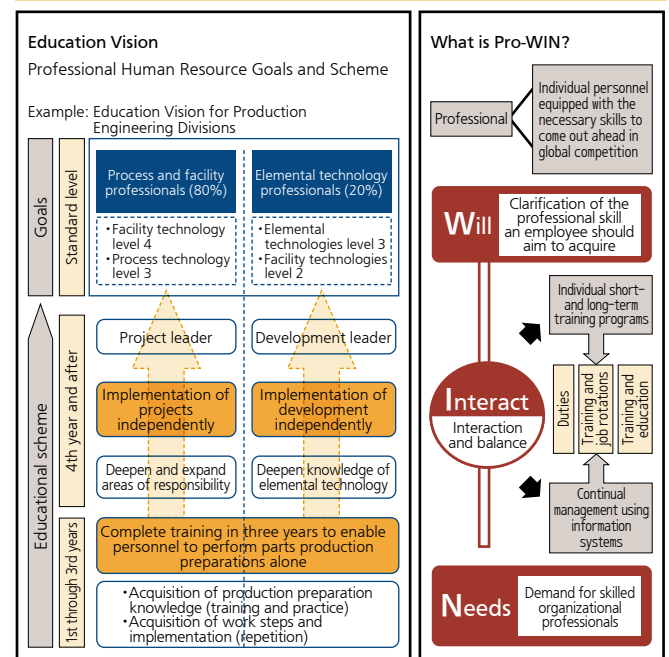 Education Vision
Professional Human Resource Goals and Scheme
Example: Education Vision for Production
Engineering Divisions
Goals
Standard level
Process and facility
professionals (80%)
Elemental technology
professionals (20%)
・Facility technology
level 4
・Process technology
level 3
・Elemental
technologies level 3
・Facility technologies
level 2
Educational scheme
4th year and after
Project leader
Development leader
Implementation of
projects
independently
Implementation of
development
independently
Deepen and expand
areas of responsibility
Deepen knowledge of
elemental technology
1st through 3rd years
Complete training in three years to enable
personnel to perform parts production
preparations alone
・Acquisition of production preparation
knowledge (training and practice)
・Acquisition of work steps and
implementation (repetition)
What is Pro-WIN?
Professional
Individual personnel
equipped with the
necessary skills to
come out ahead in
global competition
Will
Clarification of the
professional skill
an employee should
aim to acquire
Individual short-
and long-term
training programs
Interact
Interaction
and balance
Duties
Training and
job rotations
Training and
education
Continual
management using
information
systems
Needs
Demand for skilled
organizational
professionals